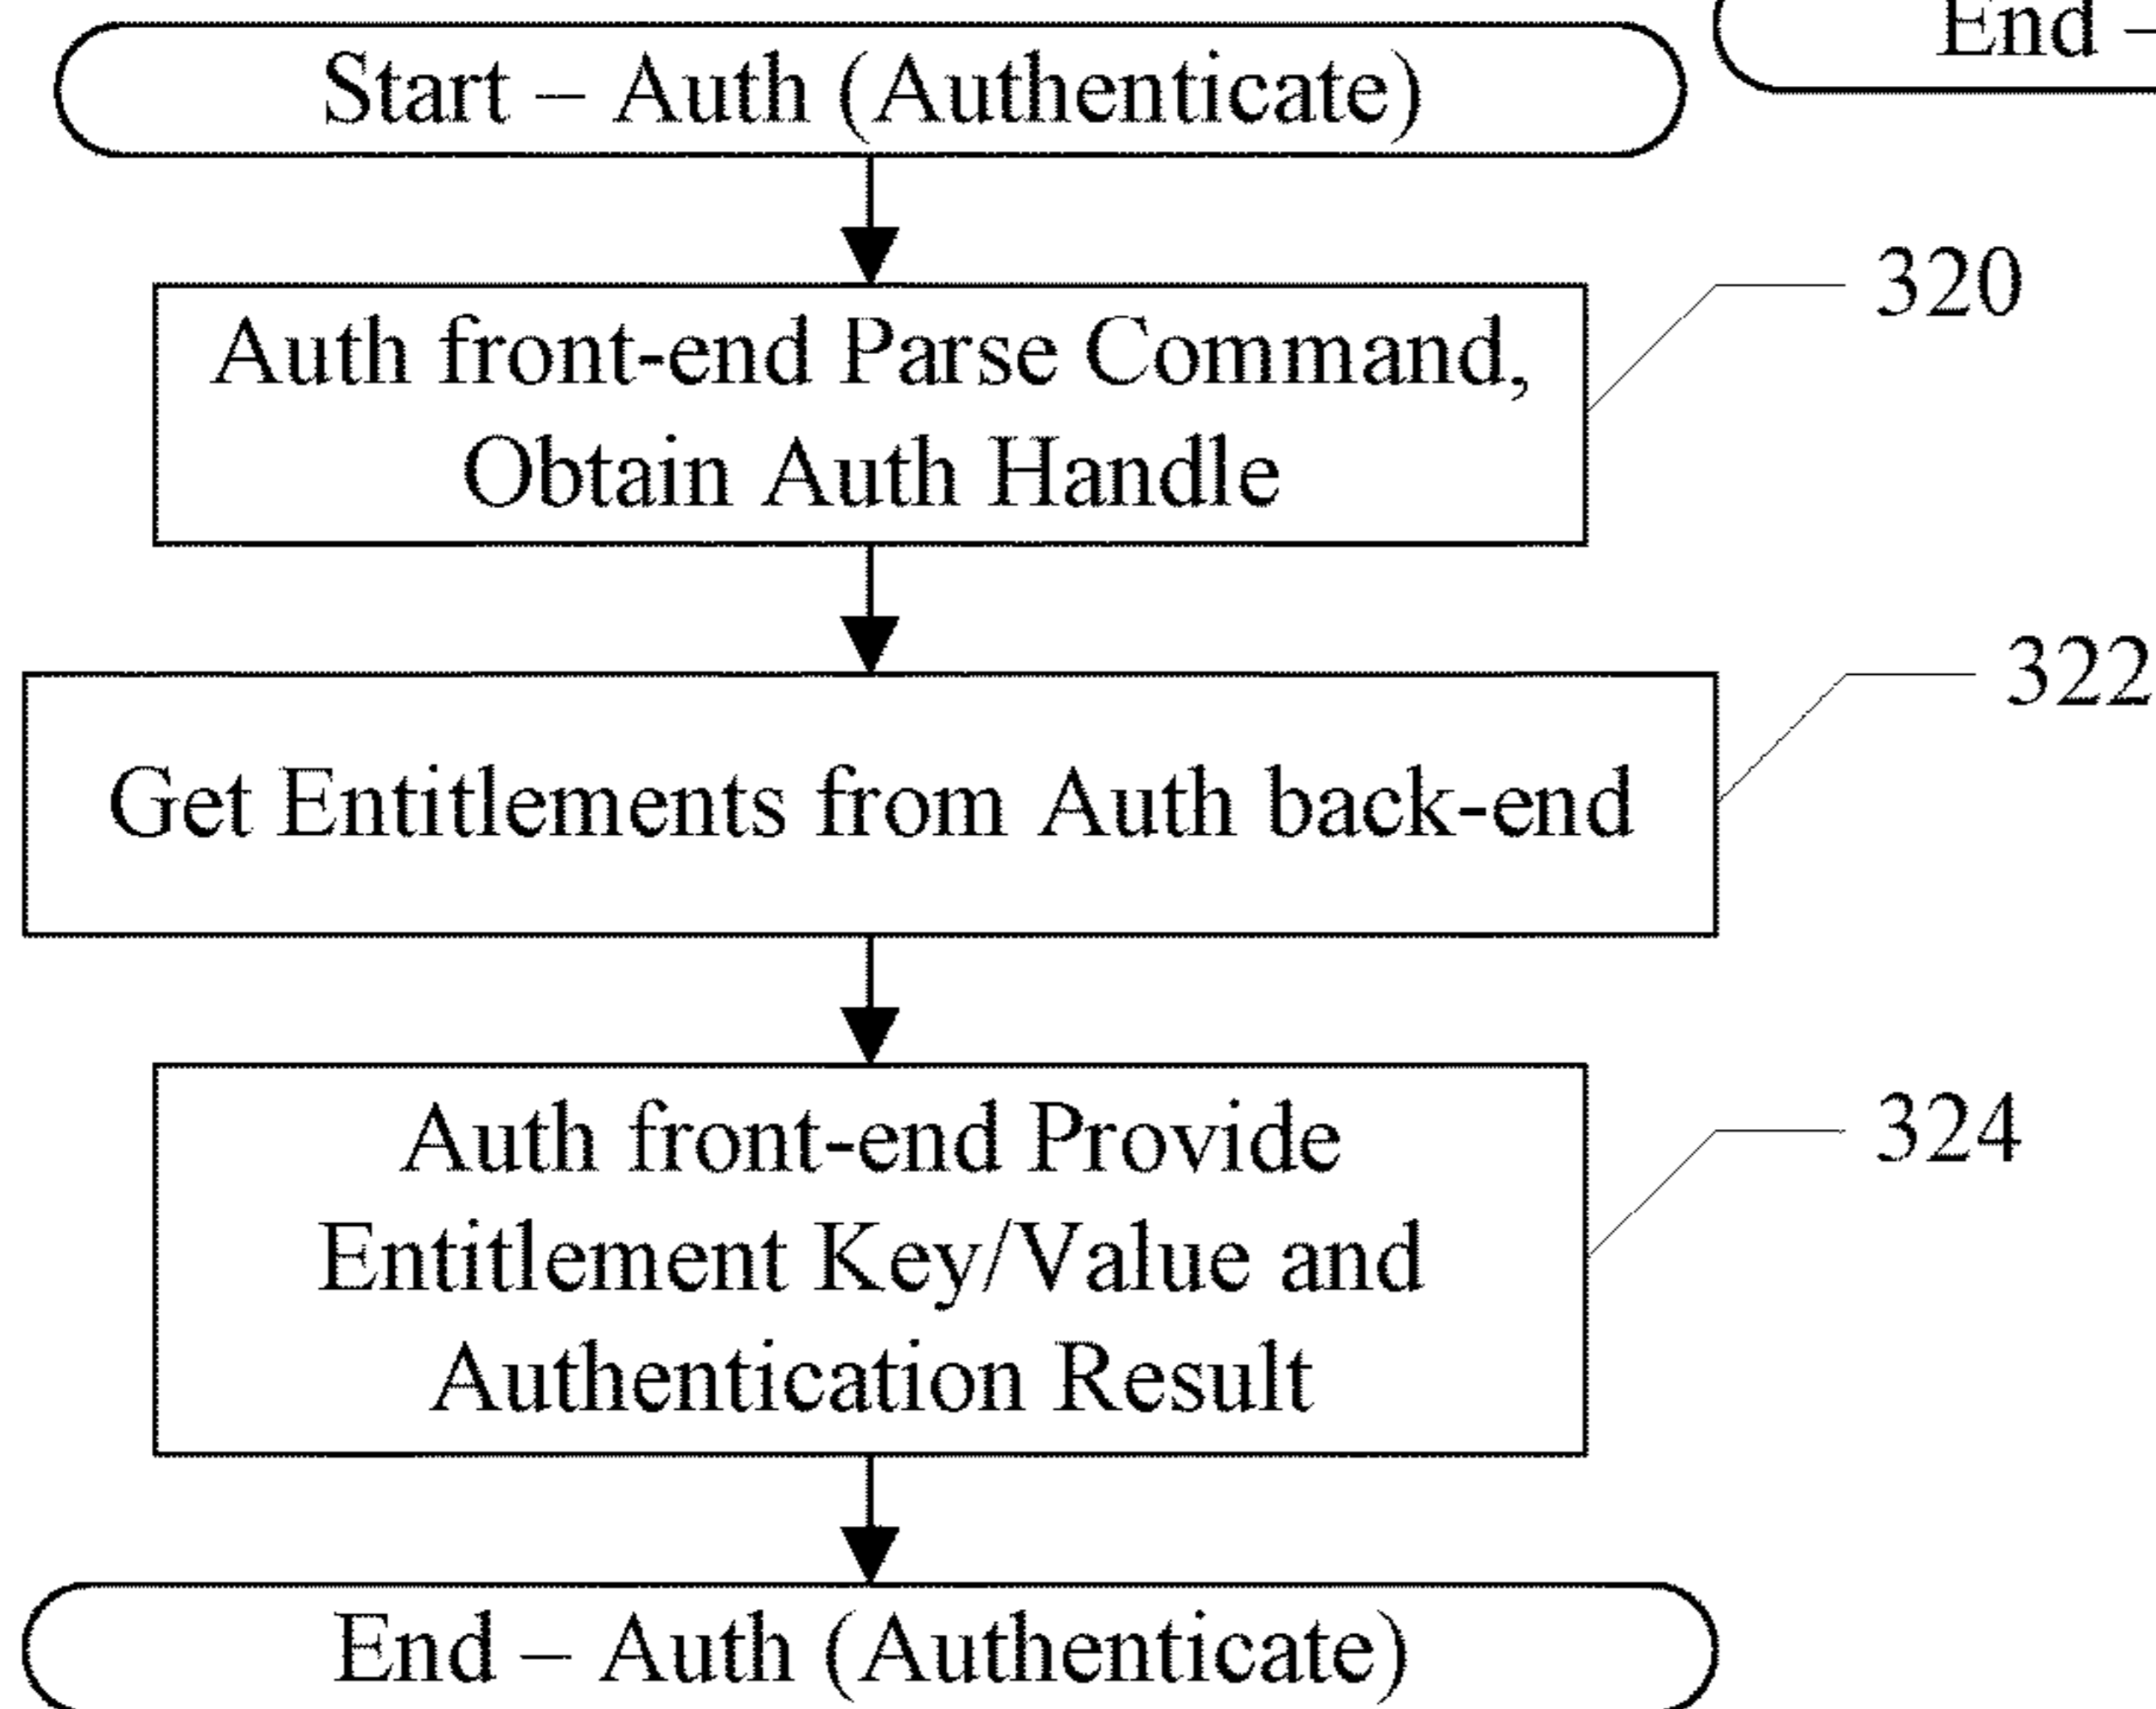 Start – Auth (Authenticate)
End –
320
Auth front-end Parse Command,
Obtain Auth Handle
322
Get Entitlements from Auth back-end
324
Auth front-end Provide
Entitlement Key/Value and
Authentication Result
End – Auth (Authenticate)